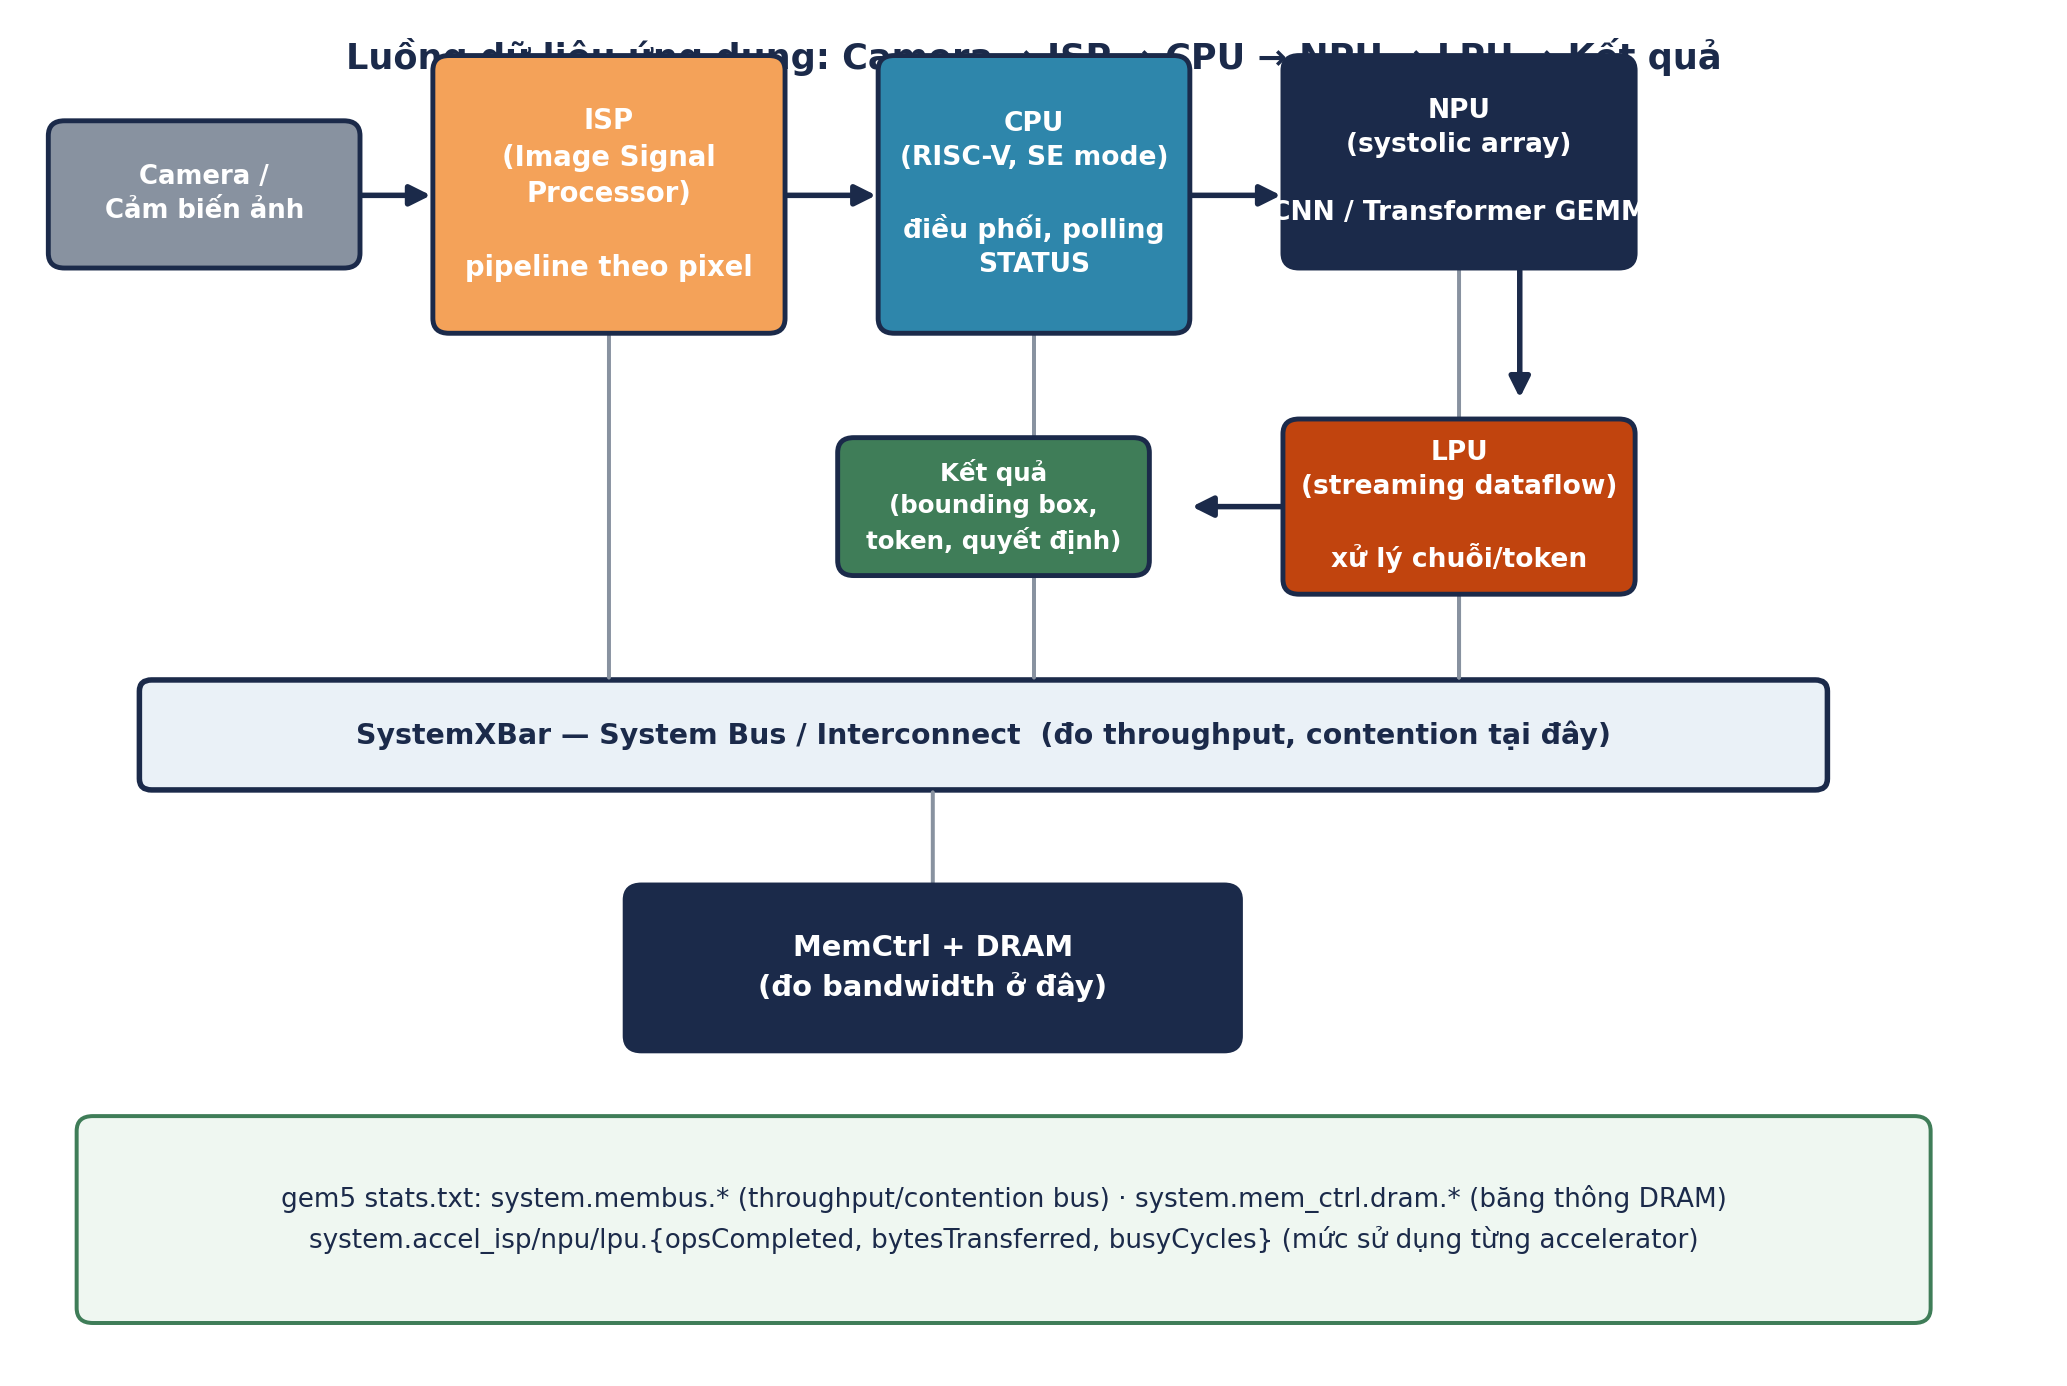 Luồng dữ liệu ứng dụng: Camera → ISP → CPU → NPU → LPU → Kết quả
Camera /
Cảm biến ảnh
ISP
(Image Signal
Processor)
pipeline theo pixel
CPU
(RISC-V, SE mode)
điều phối, polling
STATUS
NPU
(systolic array)
CNN / Transformer GEMM
Kết quả
(bounding box,
token, quyết định)
LPU
(streaming dataflow)
xử lý chuỗi/token
SystemXBar — System Bus / Interconnect (đo throughput, contention tại đây)
MemCtrl + DRAM
(đo bandwidth ở đây)
gem5 stats.txt: system.membus.* (throughput/contention bus) · system.mem_ctrl.dram.* (băng thông DRAM)
system.accel_isp/npu/lpu.{opsCompleted, bytesTransferred, busyCycles} (mức sử dụng từng accelerator)